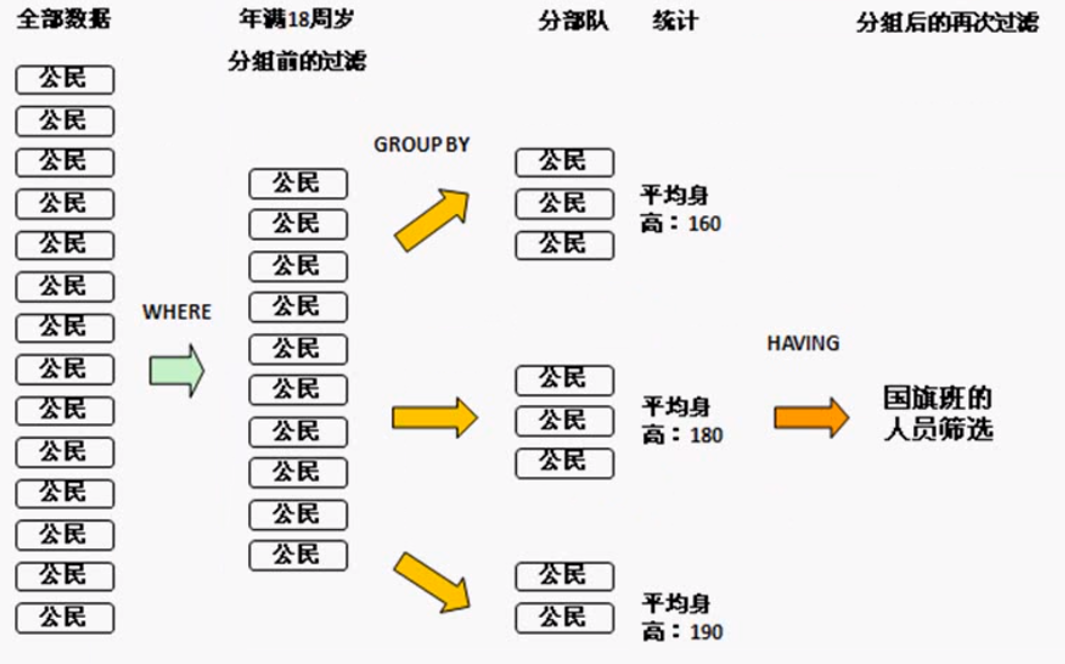 全部数据
年满18周岁
分组前的过滤
分部队
统计
分组后的再次过滤
公民
公民
公民
公民
公民
公民
公民
公民
公民
公民
公民
公民
公民
公民
WHERE
公民
公民
公民
公民
公民
公民
公民
公民
公民
公民
GROUP BY
公民
公民
公民
平均身
高：160
公民
公民
公民
平均身
高：180
公民
公民
平均身
高：190
HAVING
国旗班的
人员筛选